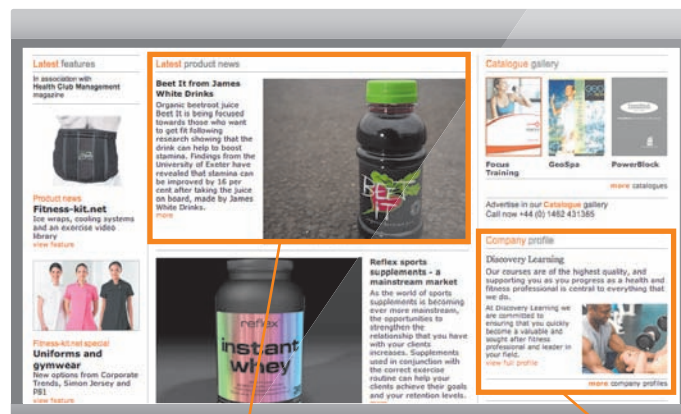 Latest features
In association with
Health Club Management
magazine
Product news
Fitness-kit.net
Ice wraps, cooling systems
and an exercise video
library
view feature
Fitness-kit.net special
Uniforms and
gymwear
New options from Corporate
Trends, Simon Jersey and
PB1
view feature
Latest product news
Beet It from James
White Drinks
Organic beetroot juice
Beet It is being focused
towards those who want
to get fit following
research showing that the
drink can help to boost
stamina. Findings from the
University of Exeter have
revealed that stamina can
be improved by 16 per
cent after taking the juice
on board, made by James
White Drinks.
more
BEET
IT
reflex
instant
whey
Reflex sports
supplements - a
mainstream market
As the world of sports
supplements is becoming
ever more mainstream,
the opportunities to
strengthen the
relationship that you have
with your clients
increases. Supplements
used in conjunction with
the correct exercise
routine can help your
clients achieve their goals
and your retention levels.
Catalogue gallery
Focus
Training
GeoSpa
PowerBlock
more catalogues
Advertise in our Catalogue gallery
Call now +44 (0) 1462 431385
Company profile
Discovery Learning
Our courses are of the highest quality, and
supporting you as you progress as a health and
fitness professional is central to everything that
we do.
At Discovery Learning we
are committed to
ensuring that you quickly
become a valuable and
sought after fitness
professional and leader in
your field.
view full profile
more company profiles